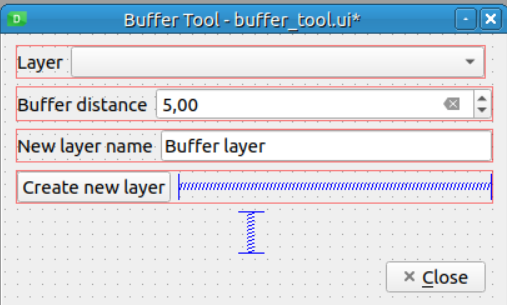 Buffer Tool - buffer_tool.ui*
Layer
Buffer distance 5,00
New layer name Buffer layer
Create new layer
Close